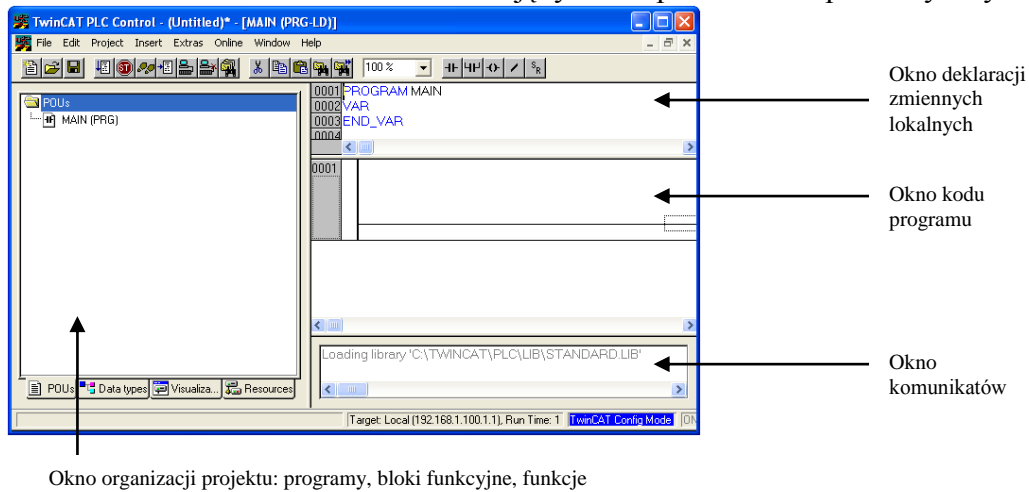 TwinCAT PLC Control - (Untitled)* - [MAIN (PRG-LD)]
File Edit Project Insert Extras Online Window Help
100 %
POUs
MAIN (PRG)
0001 PROGRAM MAIN
0002 VAR
0003 END_VAR
0004
0001
Loading library 'C:\TWINCAT\PLC\LIB\STANDARD.LIB'
POUs Data types Visualiza... Resources
Target: Local (192.168.1.100.1.1), Run Time: 1 TwinCAT Config Mode
Okno deklaracji
zmiennych
lokalnych
Okno kodu
programu
Okno
komunikatów
Okno organizacji projektu: programy, bloki funkcyjne, funkcje